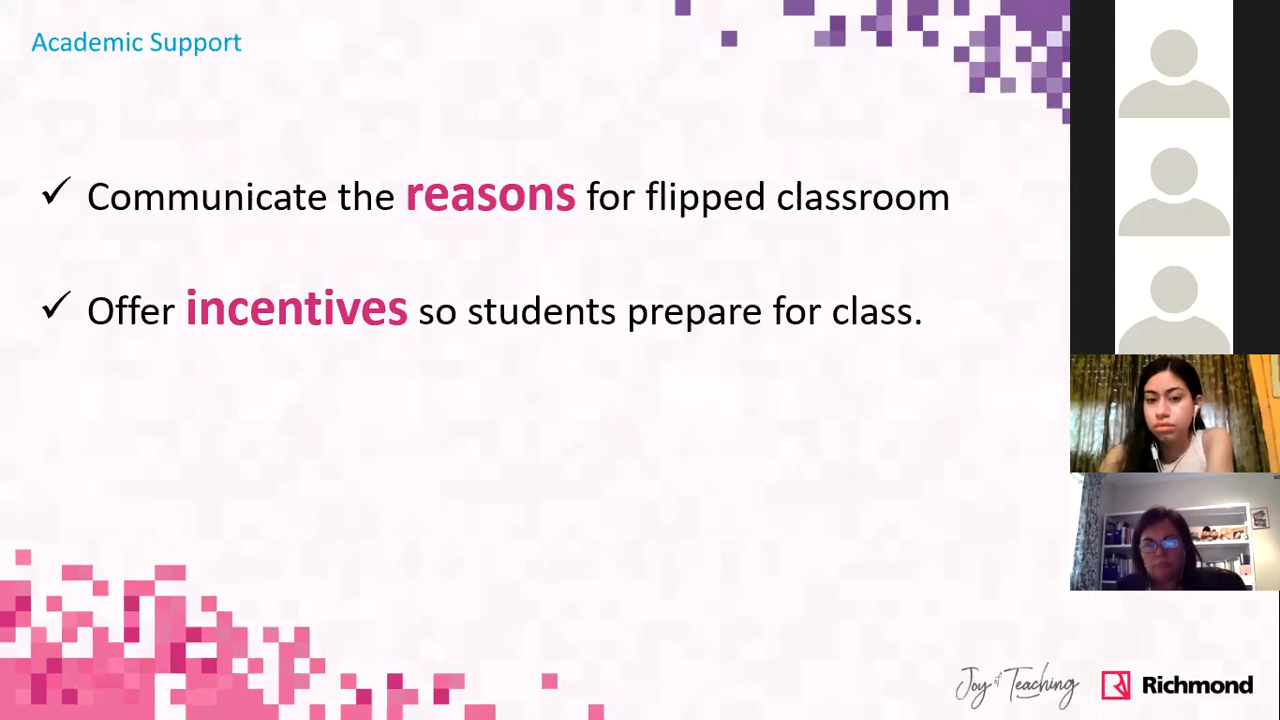 Academic Support
✓ Communicate the reasons for flipped classroom
✓ Offer incentives so students prepare for class.
Joy of Teaching
Richmond